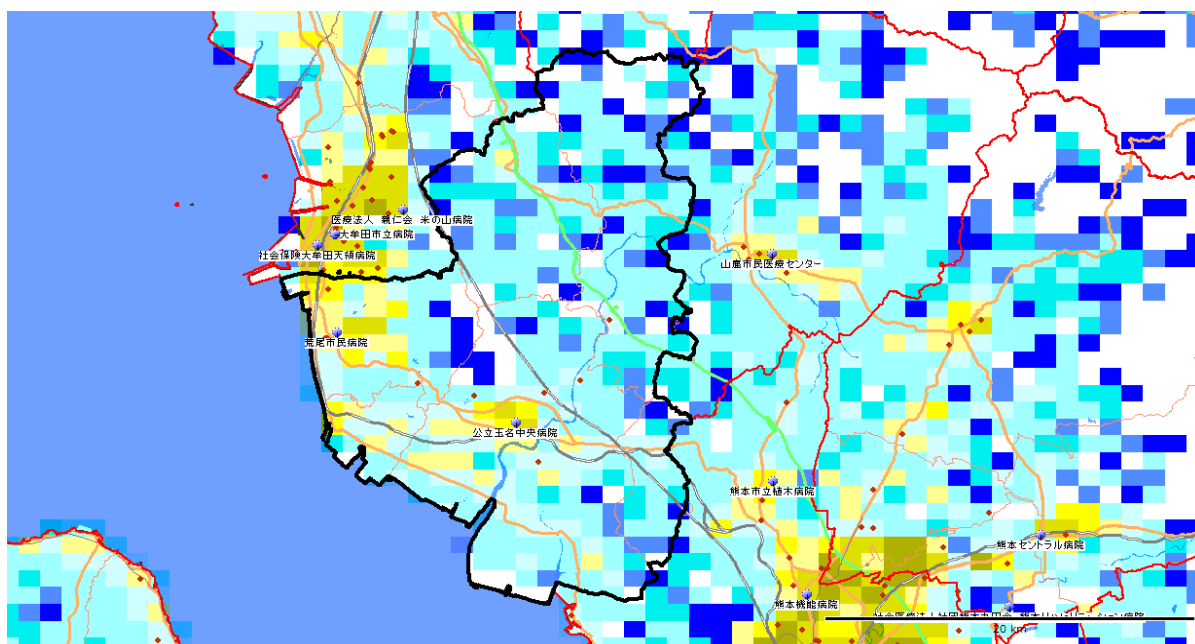 医療法人 親仁会 米の山病院
大牟田市立病院
社会保険大牟田天領病院
山鹿市民医療センター
荒尾市民病院
公立玉名中央病院
熊本市立植木病院
熊本セントラル病院
熊本機能病院
20 km